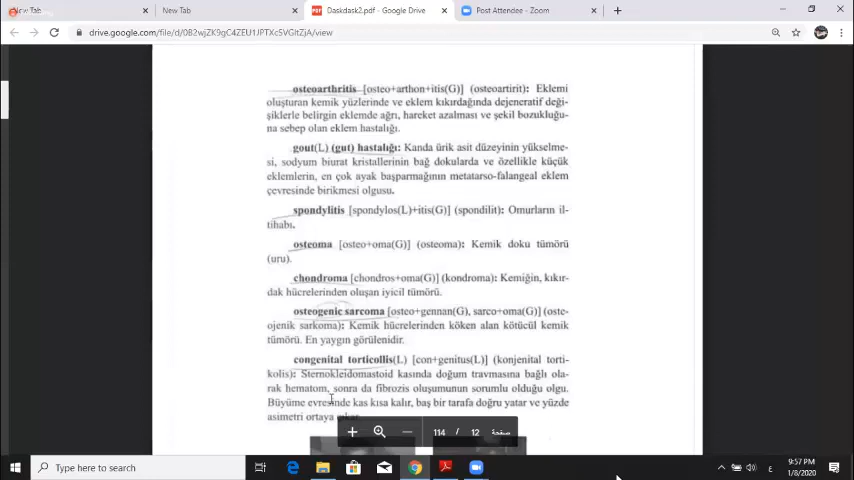 New Tab
New Tab
Daskdask2.pdf - Google Drive
Post Attendee - Zoom
drive.google.com/file/d/0B2wjZK9gC4ZEU1JPTXc5VGltZjA/view
osteoarthritis [osteo+arthon+itis(G)] (osteoartirit): Eklemi
oluşturan kemik yüzlerinde ve eklem kıkırdağında dejeneratif deği-
şiklerle belirgin eklemde ağrı, hareket azalması ve şekil bozukluğu-
na sebep olan eklem hastalığı.
gout(L) (gut) hastalığı: Kanda ürik asit düzeyinin yükselme-
si, sodyum biurat kristallerinin bağ dokularda ve özellikle küçük
eklemlerin, en çok ayak başparmağının metatarso-falangeal eklem
çevresinde birikmesi olgusu.
spondylitis [spondylos(L)+itis(G)] (spondilit): Omurların il-
tihabı.
osteoma [osteo+oma(G)] (osteoma): Kemik doku tümörü
(uru).
chondroma [chondros+oma(G)] (kondroma): Kemiğin, kıkır-
dak hücrelerinden oluşan iyicil tümörü.
osteogenic sarcoma [osteo+gennan(G), sarco+oma(G)] (oste-
ojenik sarkoma): Kemik hücrelerinden köken alan kötücül kemik
tümörü. En yaygın görülenidir.
congenital torticollis(L) [con+genitus(L)] (konjenital torti-
kolis): Sternokleidomastoid kasında doğum travmasına bağlı ola-
rak hematom, sonra da fibrozis oluşumunun sorumlu olduğu olgu.
Büyüme evresinde kas kısa kalır, baş bir tarafa doğru yatar ve yüzde
asimetri ortaya çıkar.
114 / 12 صفحة
Type here to search
ع
9:57 PM
1/8/2020